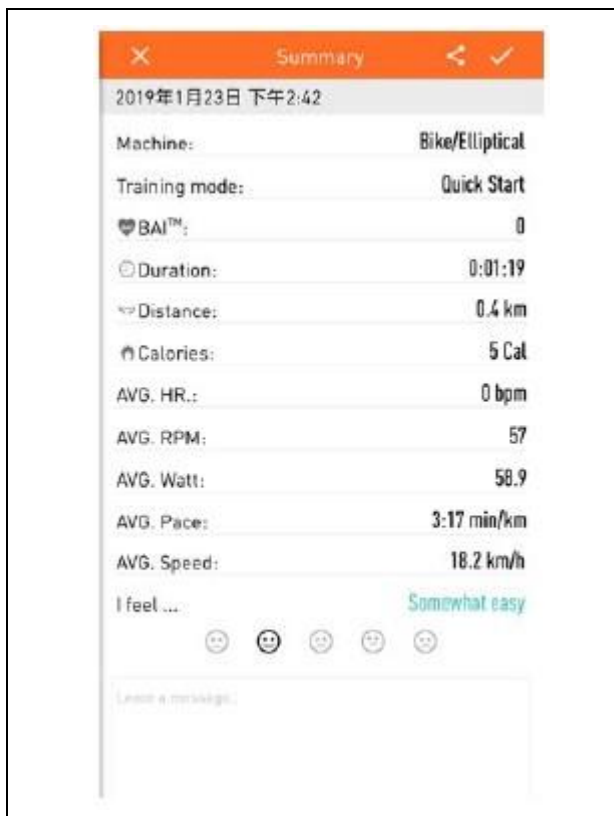 Summary
2019年1月23日 下午2:42
Machine: Bike/Elliptical
Training mode: Quick Start
BAI™: 0
Duration: 0:01:19
Distance: 0.4 km
Calories: 5 Cal
AVG. HR.: 0 bpm
AVG. RPM: 57
AVG. Watt: 58.9
AVG. Pace: 3:17 min/km
AVG. Speed: 18.2 km/h
I feel ... Somewhat easy
Leave a message.